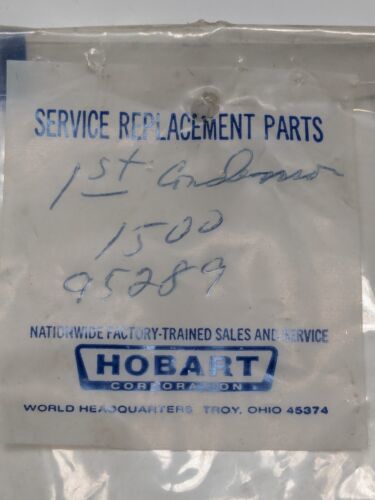 SERVICE REPLACEMENT PARTS
1st
1500
95289
NATIONWIDE FACTORY-TRAINED SALES AND SERVICE
HOBART
CORPORATION
WORLD HEADQUARTERS TROY, OHIO 45374